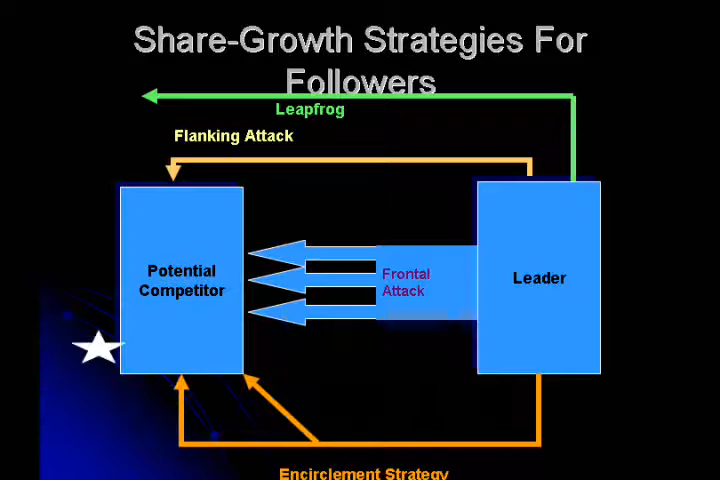 Share-Growth Strategies For
Followers
Leapfrog
Flanking Attack
Potential
Competitor
Frontal
Attack
Leader
Encirclement Strategy